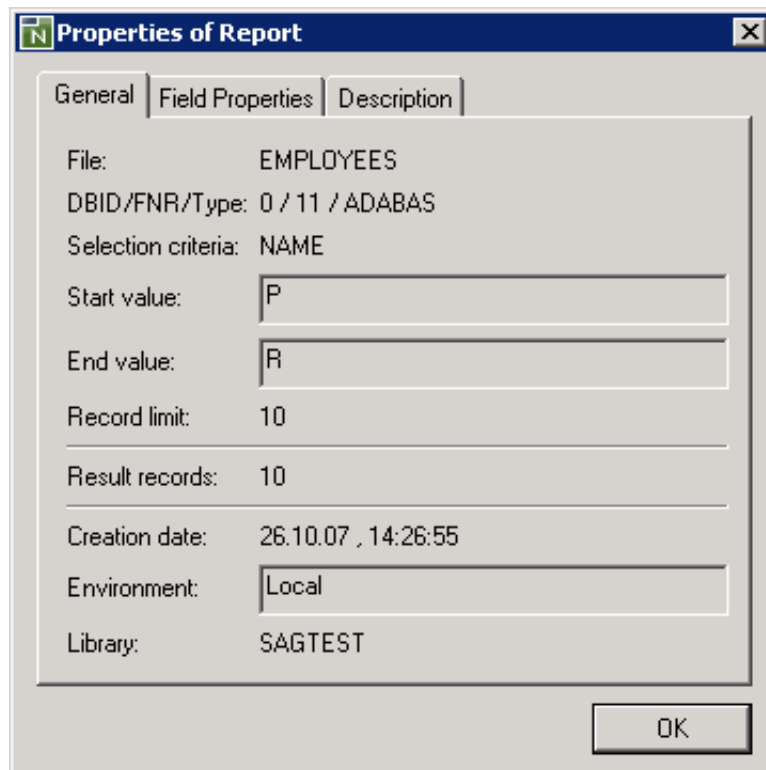 N Properties of Report
General Field Properties Description
File: EMPLOYEES
DBID/FNR/Type: 0 / 11 / ADABAS
Selection criteria: NAME
Start value: P
End value: R
Record limit: 10
Result records: 10
Creation date: 26.10.07 , 14:26:55
Environment: Local
Library: SAGTEST
OK